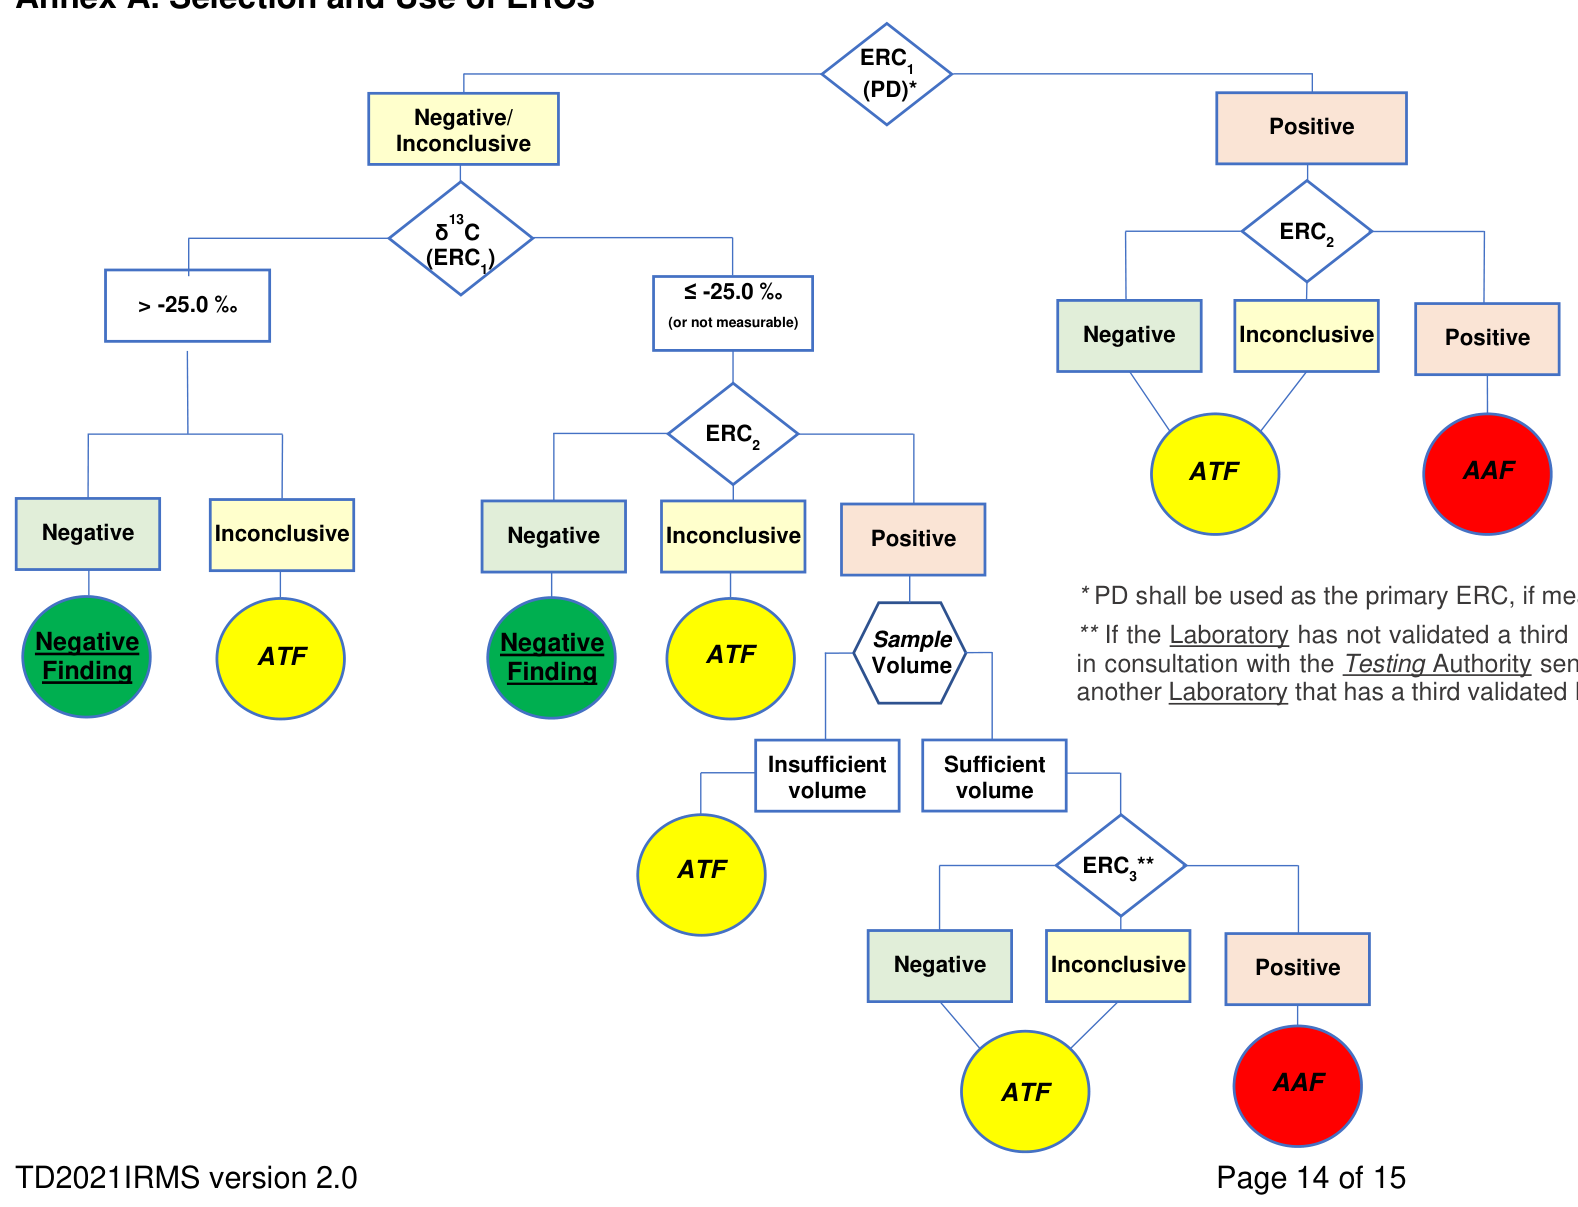 Annex A: Selection and Use of ERCs
ERC1
(PD)*
Negative/
Inconclusive
Positive
δ13C
(ERC1)
ERC2
> -25.0 ‰
≤ -25.0 ‰
(or not measurable)
Negative
Inconclusive
Positive
ERC2
ATF
AAF
Negative
Inconclusive
Negative
Inconclusive
Positive
Negative
Finding
ATF
Negative
Finding
ATF
Sample
Volume
* PD shall be used as the primary ERC, if
** If the Laboratory has not validated a third
in consultation with the Testing Authority
another Laboratory that has a third validated
Insufficient
volume
Sufficient
volume
ATF
ERC3**
Negative
Inconclusive
Positive
ATF
AAF
TD2021IRMS version 2.0
Page 14 of 15